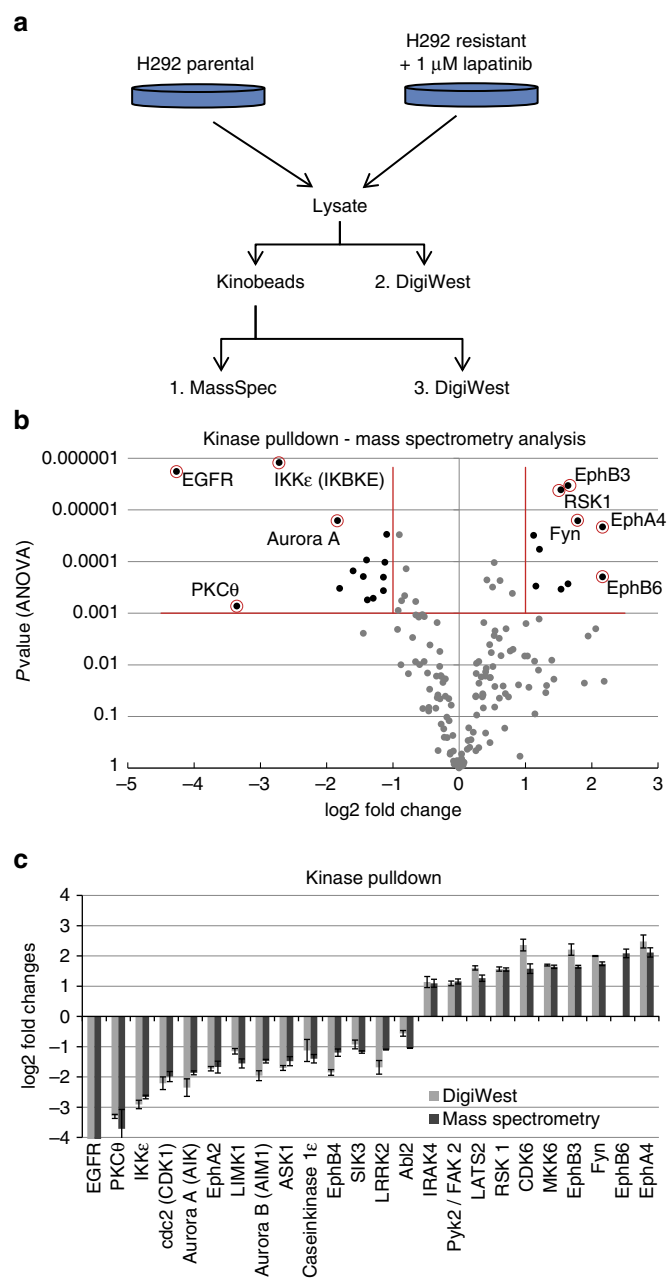 a
H292 parental
H292 resistant
+ 1 μM lapatinib
Lysate
Kinobeads
2. DigiWest
1. MassSpec
3. DigiWest
b
Kinase pulldown - mass spectrometry analysis
Pvalue (ANOVA)
0.000001
0.00001
0.0001
0.001
0.01
0.1
1
EGFR
IKKε (IKBKE)
EphB3
RSK1
Aurora A
Fyn
EphA4
PKCθ
EphB6
−5
−4
−3
−2
−1
0
1
2
3
log2 fold change
c
Kinase pulldown
log2 fold changes
4
3
2
1
0
−1
−2
−3
−4
DigiWest
Mass spectrometry
EGFR
PKCθ
IKKε
cdc2 (CDK1)
Aurora A (AIK)
EphA2
LIMK1
Aurora B (AIM1)
ASK1
Caseinkinase 1ε
EphB4
SIK3
LRRK2
Abl2
IRAK4
Pyk2 / FAK 2
LATS2
RSK 1
CDK6
MKK6
EphB3
Fyn
EphB6
EphA4